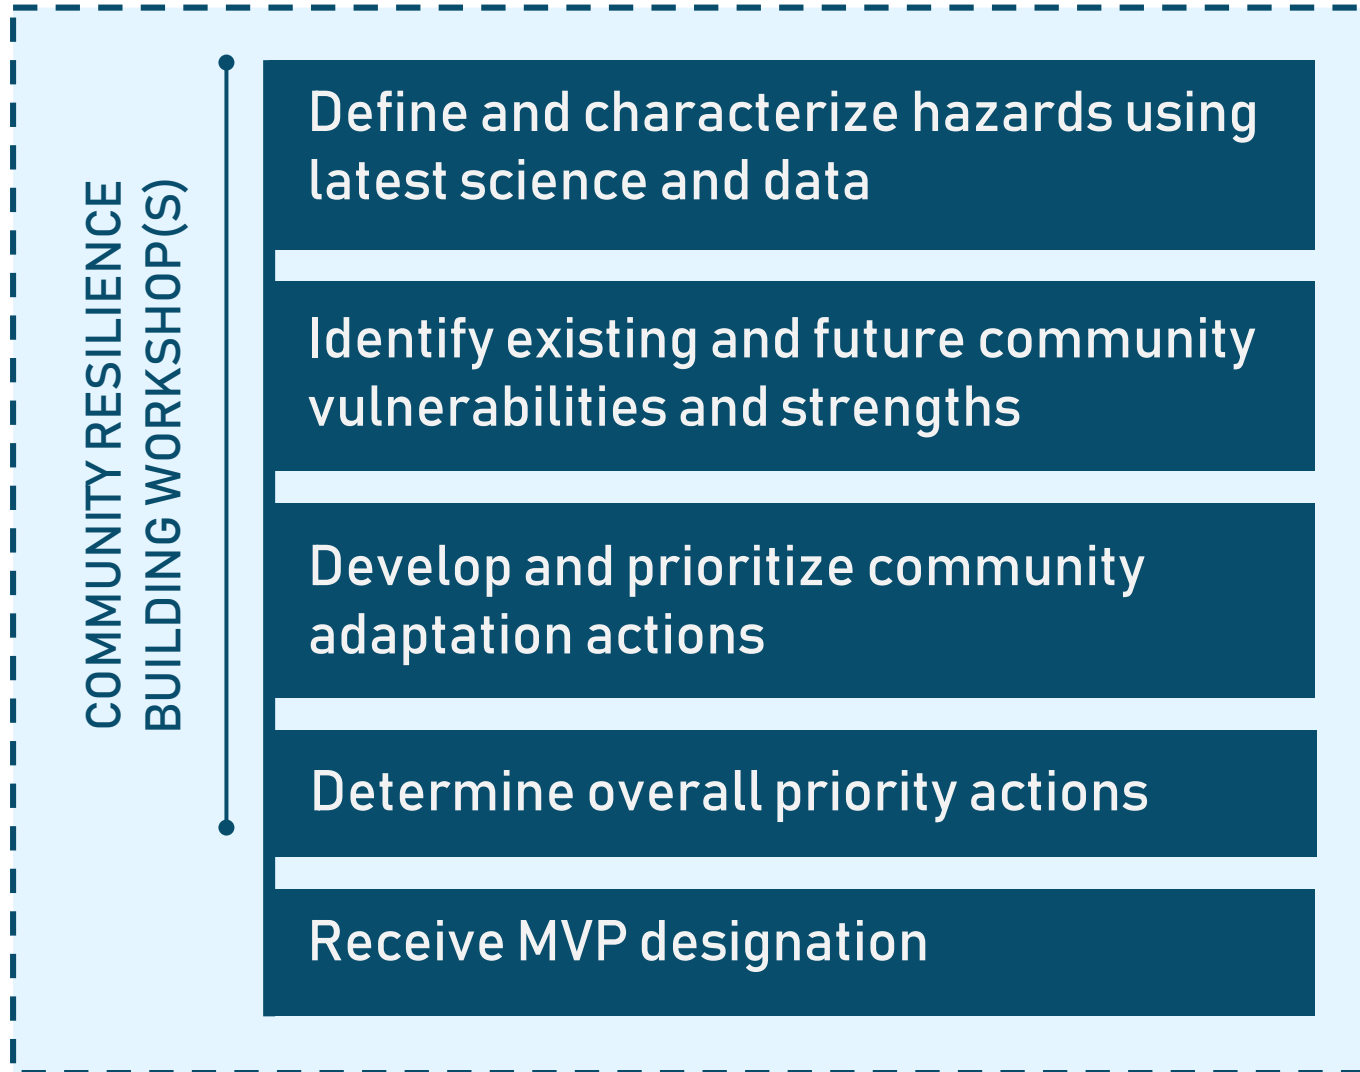 COMMUNITY RESILIENCE
BUILDING WORKSHOP(S)
Define and characterize hazards using
latest science and data
Identify existing and future community
vulnerabilities and strengths
Develop and prioritize community
adaptation actions
Determine overall priority actions
Receive MVP designation